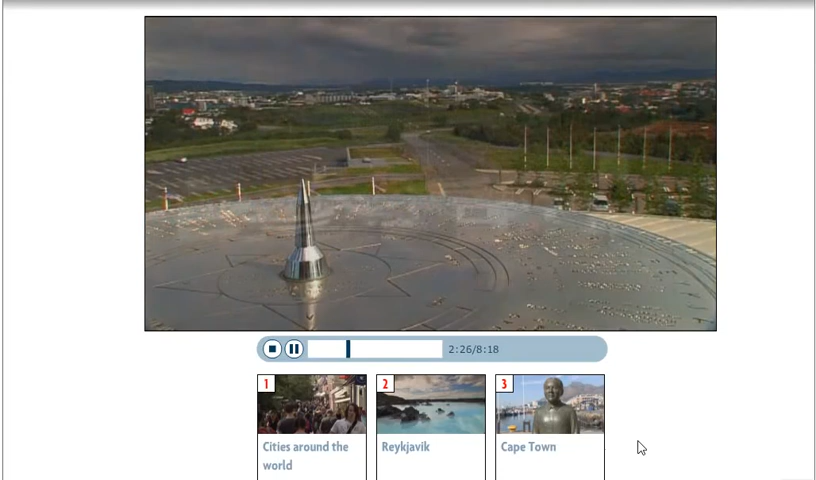 2:26/8:18
1
2
3
Cities around the
world
Reykjavik
Cape Town